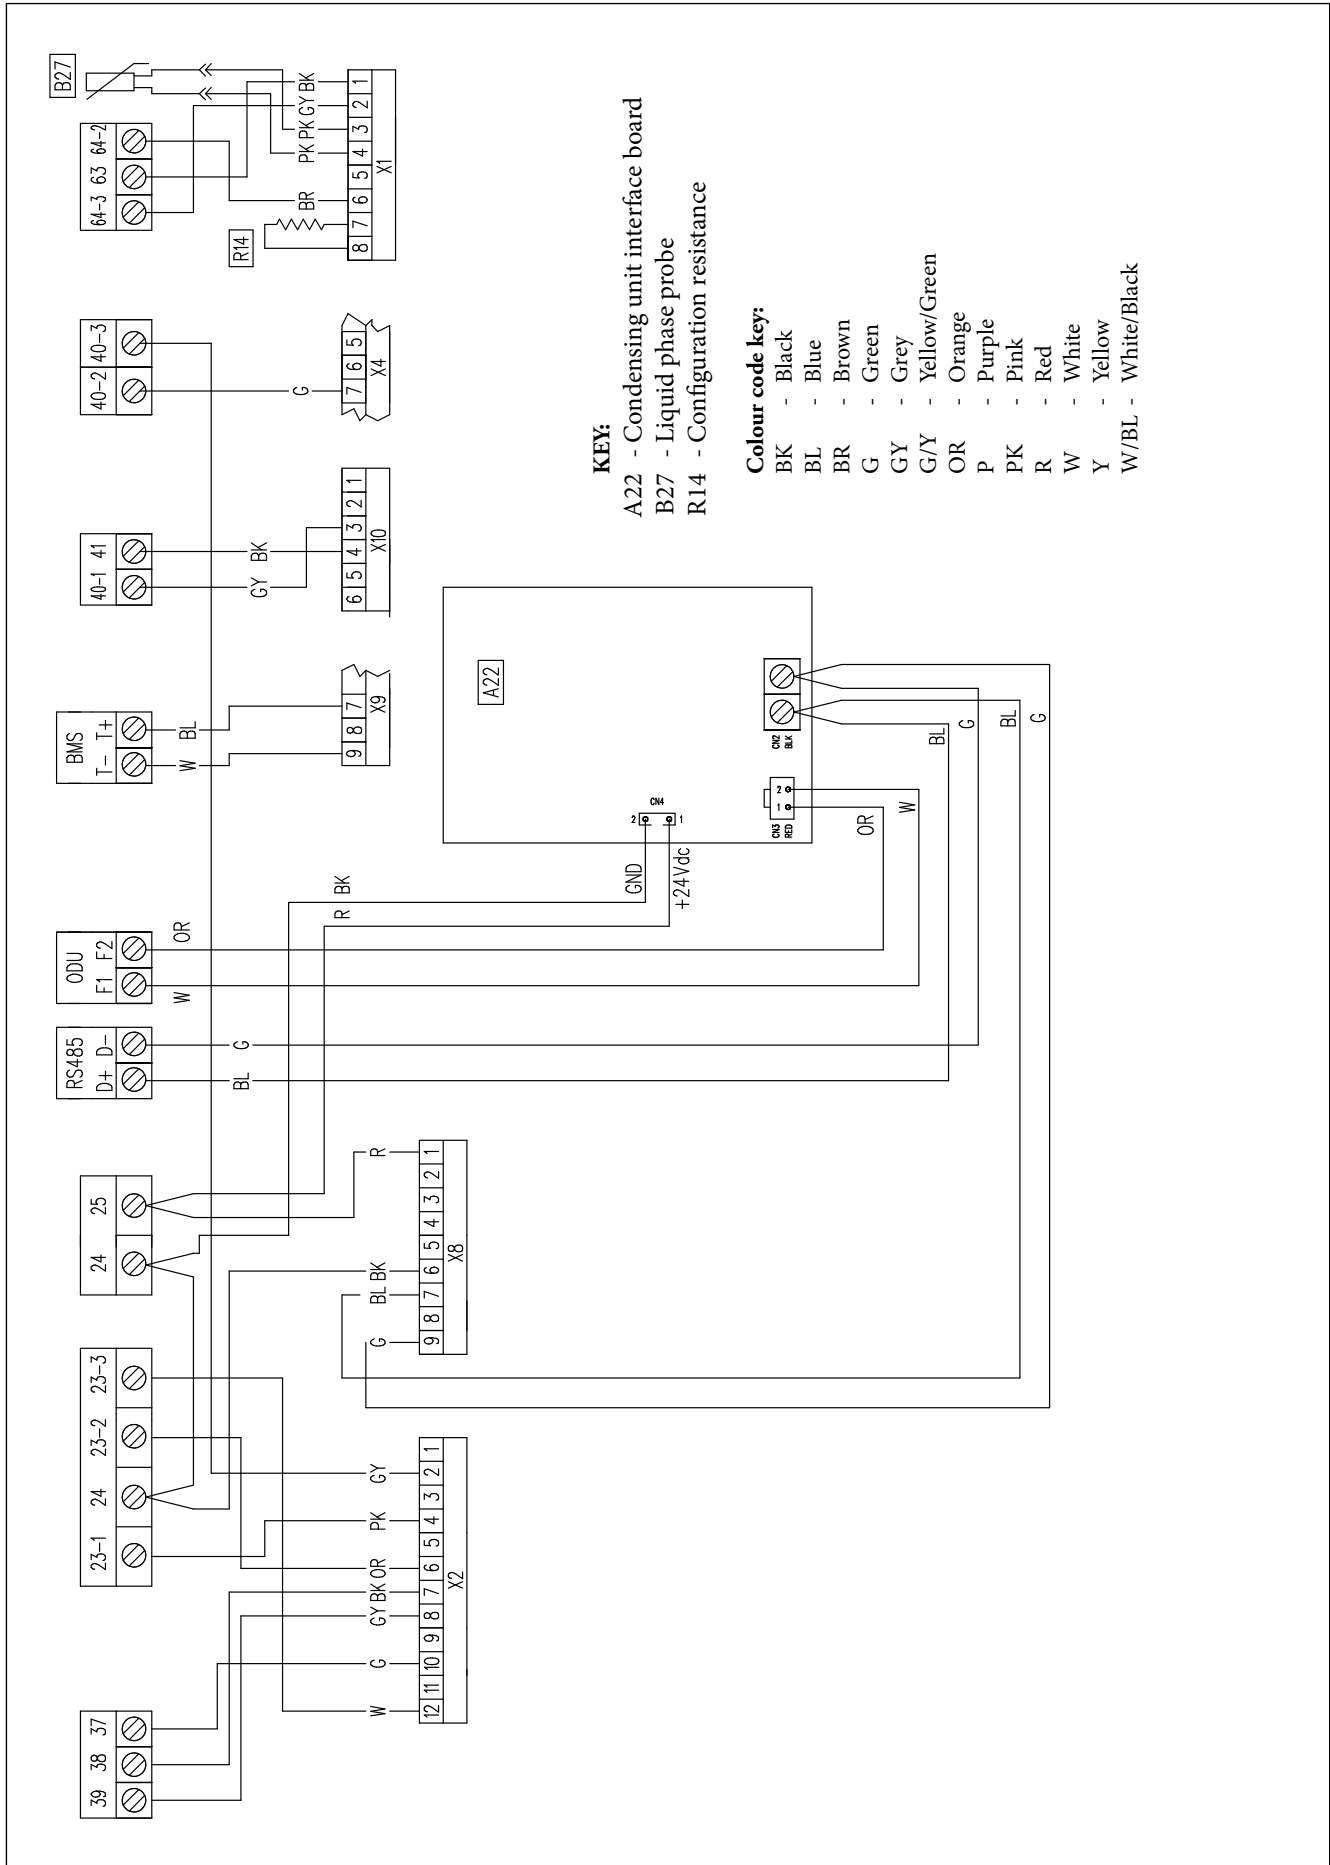 39 38 37
23-1 24 23-2 23-3
24 25
RS485
D+ D-
ODU
F1 F2
BMS
T- T+
40-1 41
40-2 40-3
64-3 63 64-2
B27
W
OR
BL
G
R
BK
W
BL
GY
BK
G
R14
BR
PK
PK
GY
BK
W
G
GY
BK
OR
PK
GY
12 11 10 9 8 7 6 5 4 3 2 1
X2
G
BL
BK
R
9 8 7 6 5 4 3 2 1
X8
9 8 7
X9
6 5 4 3 2 1
X10
7 6 5
X4
8 7 6 5 4 3 2 1
X1
A22
GND
+24Vdc
2
1
CN4
CN3
RED
1 2
CN2
BLK
OR
W
BL
G
BL
G
KEY:
A22 - Condensing unit interface board
B27 - Liquid phase probe
R14 - Configuration resistance
Colour code key:
BK - Black
BL - Blue
BR - Brown
G - Green
GY - Grey
G/Y - Yellow/Green
OR - Orange
P - Purple
PK - Pink
R - Red
W - White
Y - Yellow
W/BL - White/Black